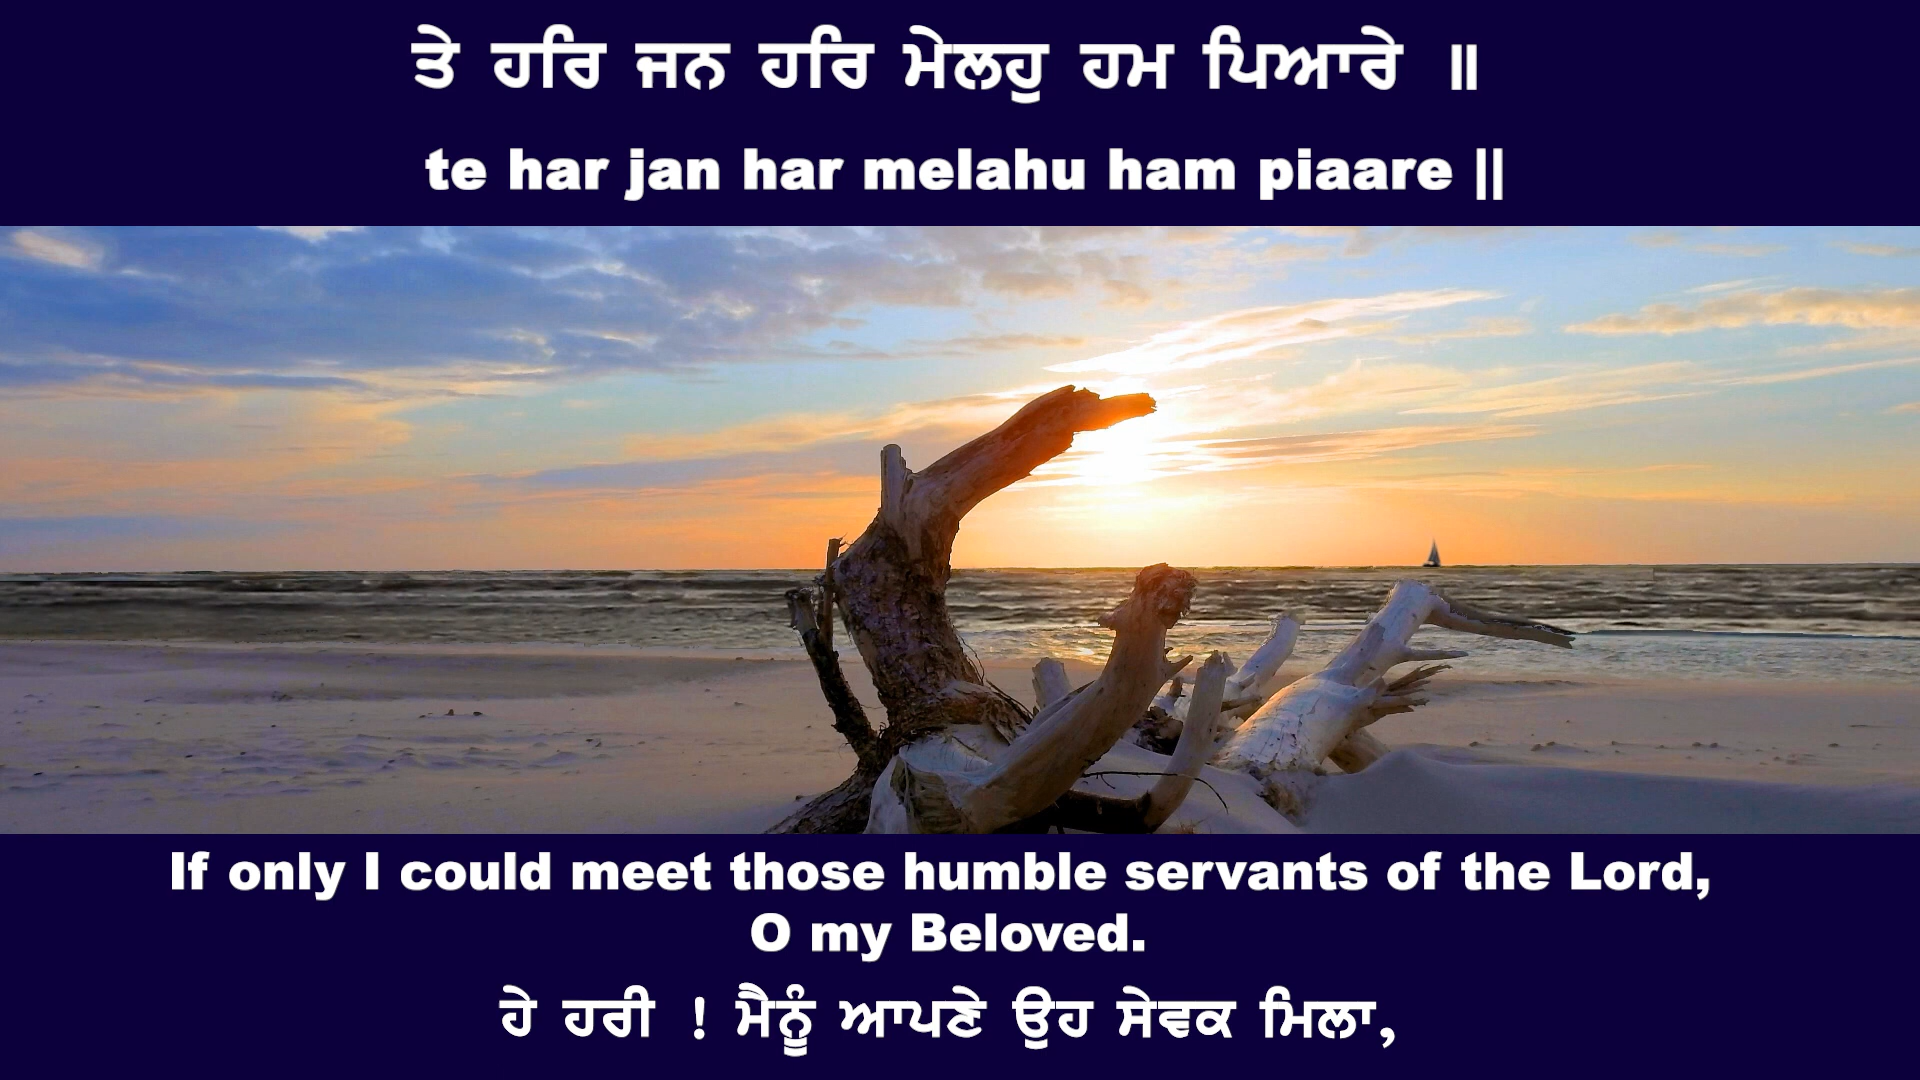 ਤੇ ਹਰਿ ਜਨ ਹਰਿ ਮੇਲਹੁ ਹਮ ਪਿਆਰੇ ॥
te har jan har melahu ham piaare ||
If only I could meet those humble servants of the Lord,
O my Beloved.
ਹੇ ਹਰੀ ! ਮੈਨੂੰ ਆਪਣੇ ਉਹ ਸੇਵਕ ਮਿਲਾ,